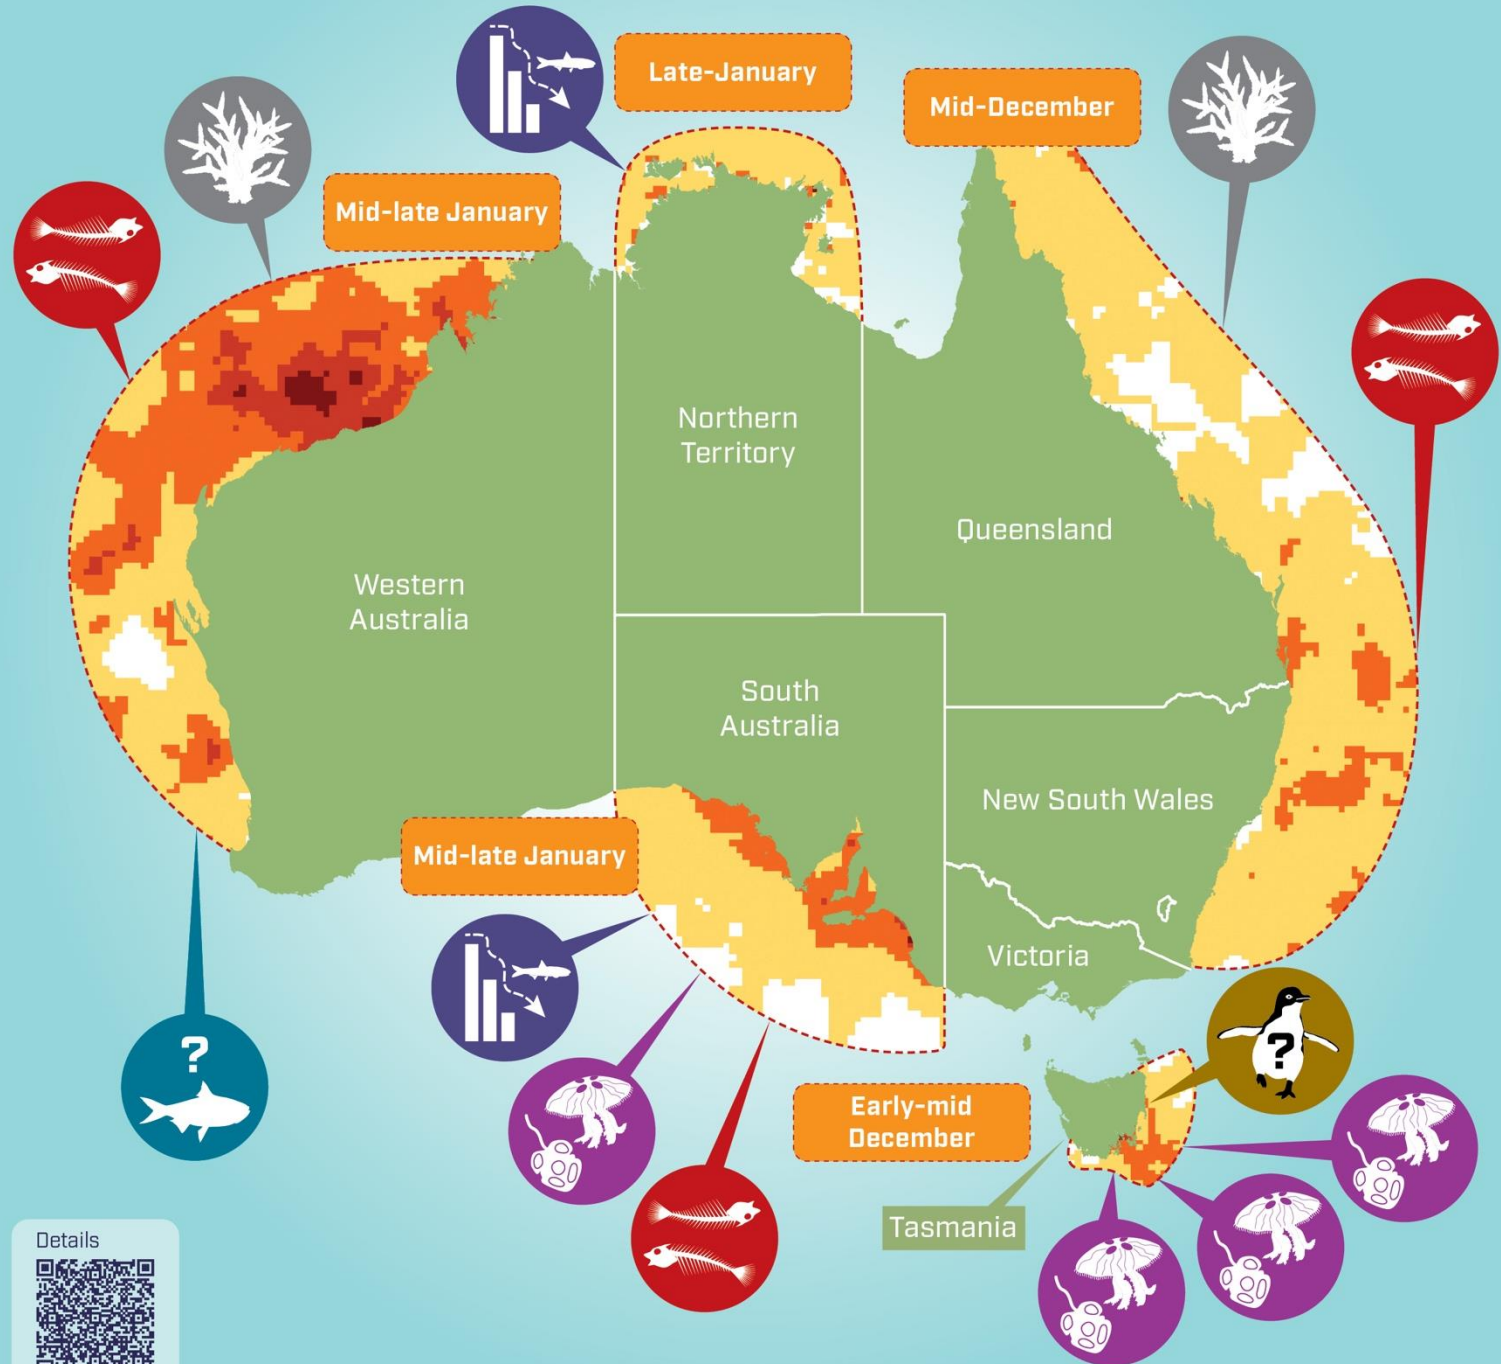 Late-January
Mid-December
Mid-late January
Northern
Territory
Queensland
Western
Australia
South
Australia
New South Wales
Mid-late January
Victoria
?
?
Early-mid
December
Tasmania
Details